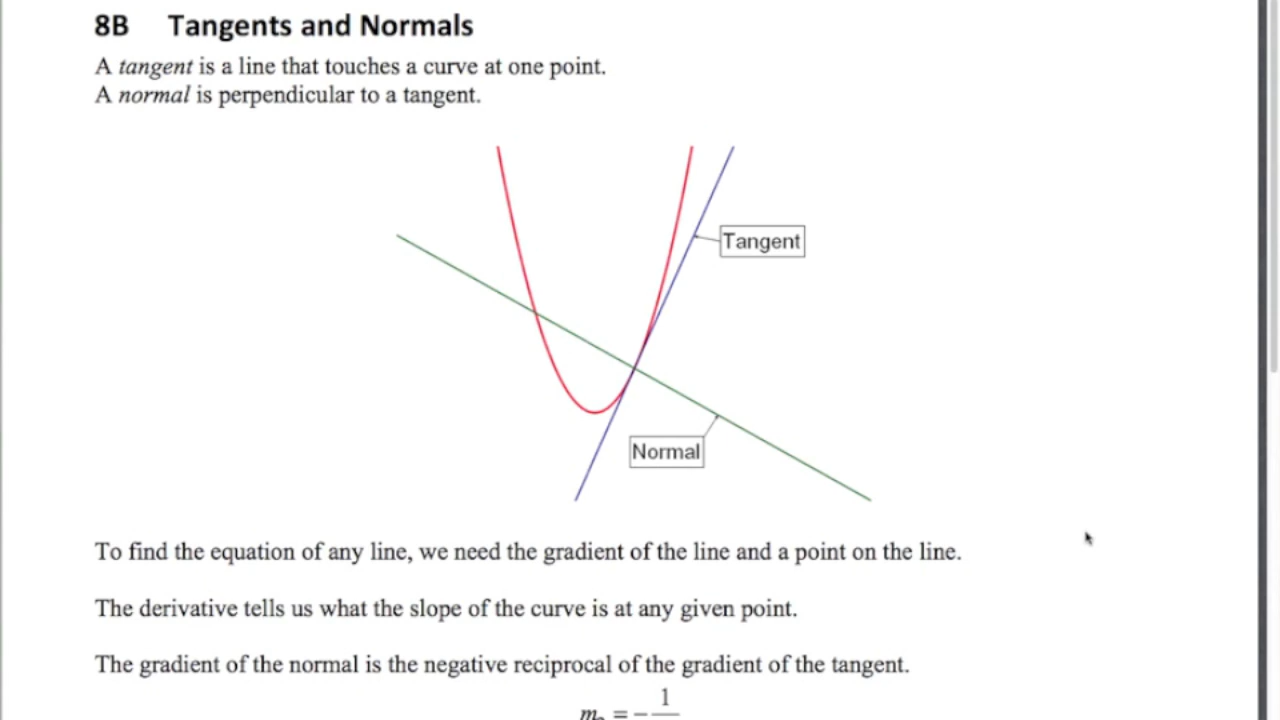 8B Tangents and Normals
A tangent is a line that touches a curve at one point.
A normal is perpendicular to a tangent.
Tangent
Normal
To find the equation of any line, we need the gradient of the line and a point on the line.
The derivative tells us what the slope of the curve is at any given point.
The gradient of the normal is the negative reciprocal of the gradient of the tangent.
1
= −